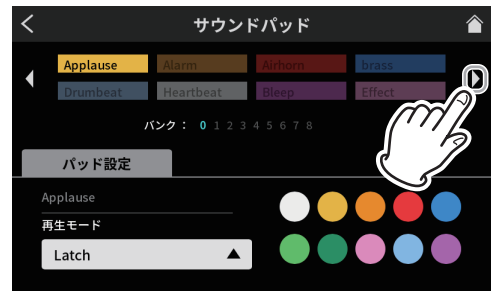 サウンドパッド
Applause Alarm Airhorn brass
Drumbeat Heartbeat Bleep Effect
バンク： 0 1 2 3 4 5 6 7 8
パッド設定
Applause
再生モード
Latch